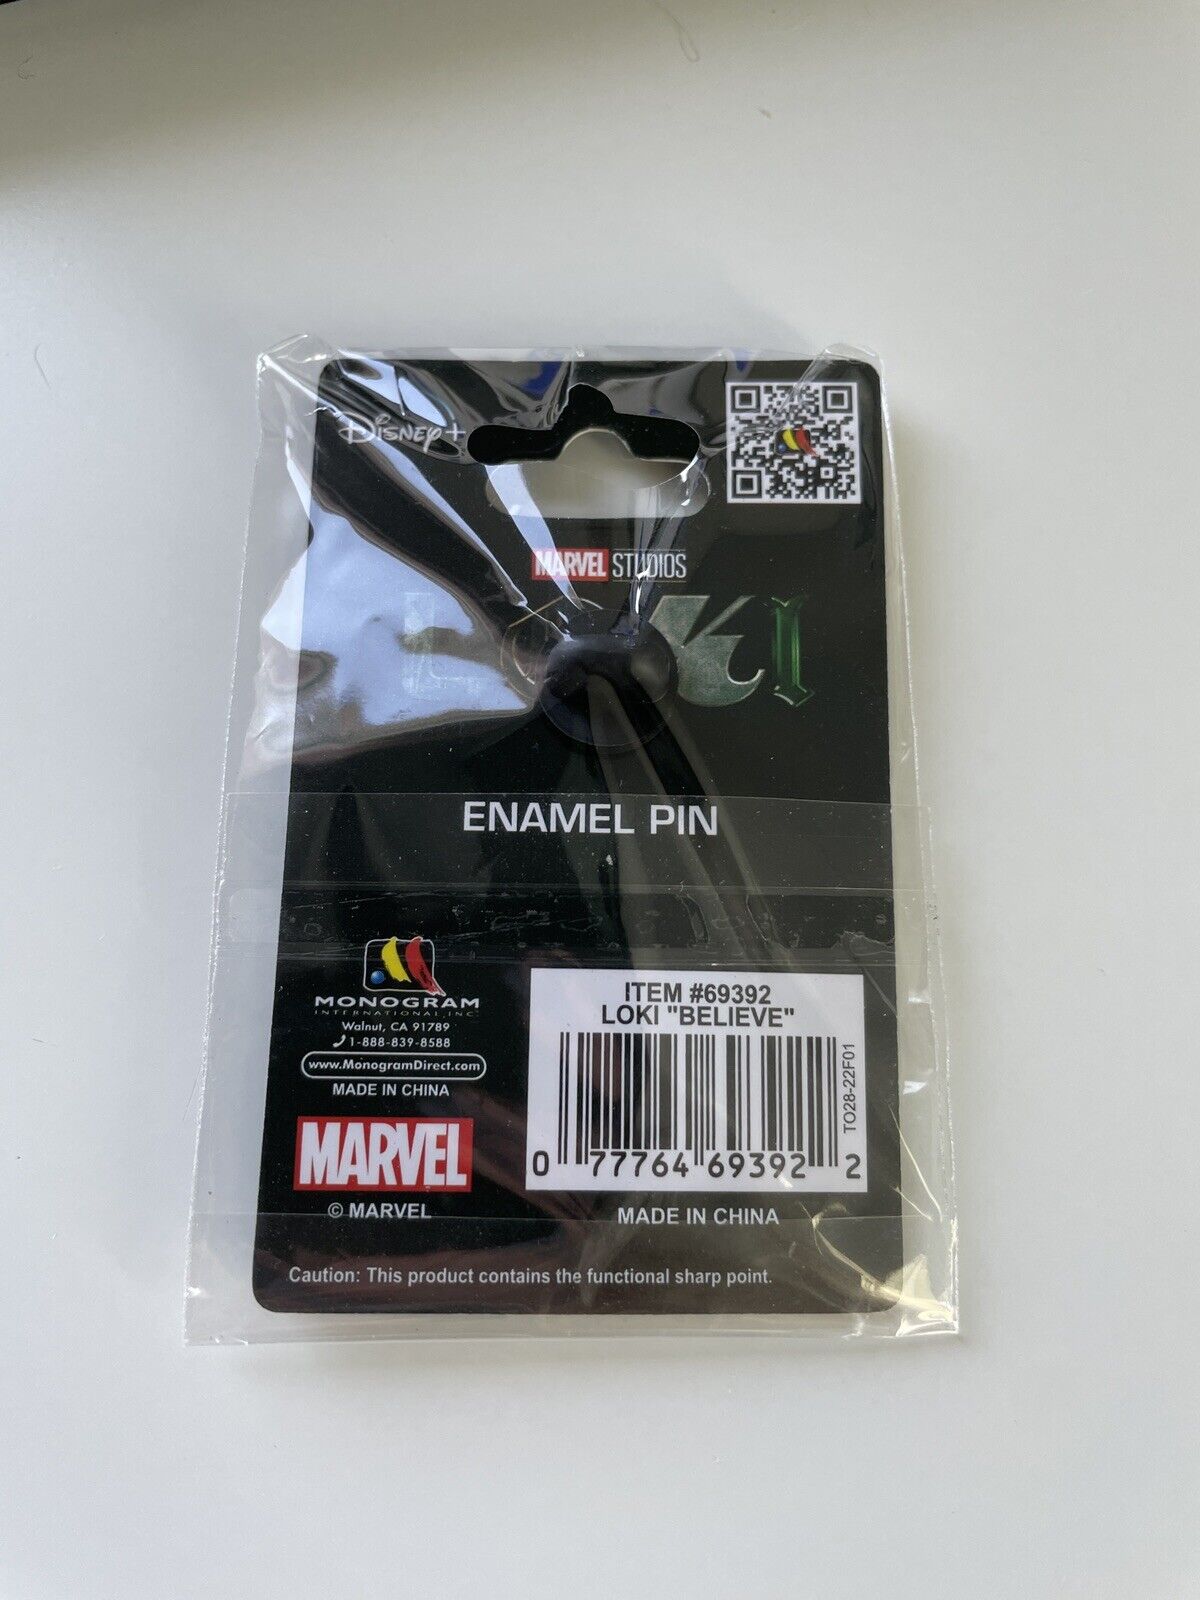 Disney+
MARVEL STUDIOS
LOKI
ENAMEL PIN
MONOGRAM
INTERNATIONAL, INC.
Walnut, CA 91789
1-888-839-8588
www.MonogramDirect.com
MADE IN CHINA
MARVEL
© MARVEL
ITEM #69392
LOKI "BELIEVE"
TO28-22F01
0 77764 69392 2
MADE IN CHINA
Caution: This product contains the functional sharp point.